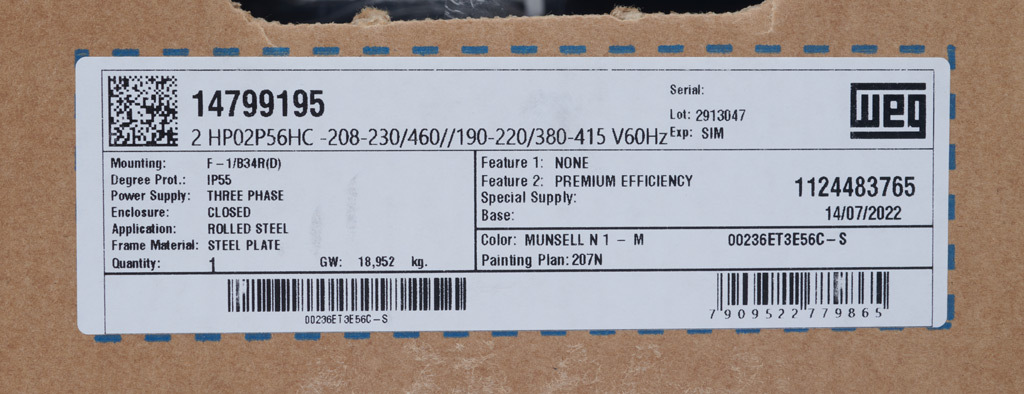 14799195
2 HP02P56HC -208-230/460//190-220/380-415 V60Hz
Serial:
Lot: 2913047
Exp: SIM
WEG
Mounting: F-1/B34R(D)
Degree Prot.: IP55
Power Supply: THREE PHASE
Enclosure: CLOSED
Application: ROLLED STEEL
Frame Material: STEEL PLATE
Quantity: 1 GW: 18,952 kg.
Feature 1: NONE
Feature 2: PREMIUM EFFICIENCY
Special Supply:
Base:
1124483765
14/07/2022
Color: MUNSELL N 1 - M 00236ET3E56C-S
Painting Plan: 207N
00236ET3E56C-S
7909522779865